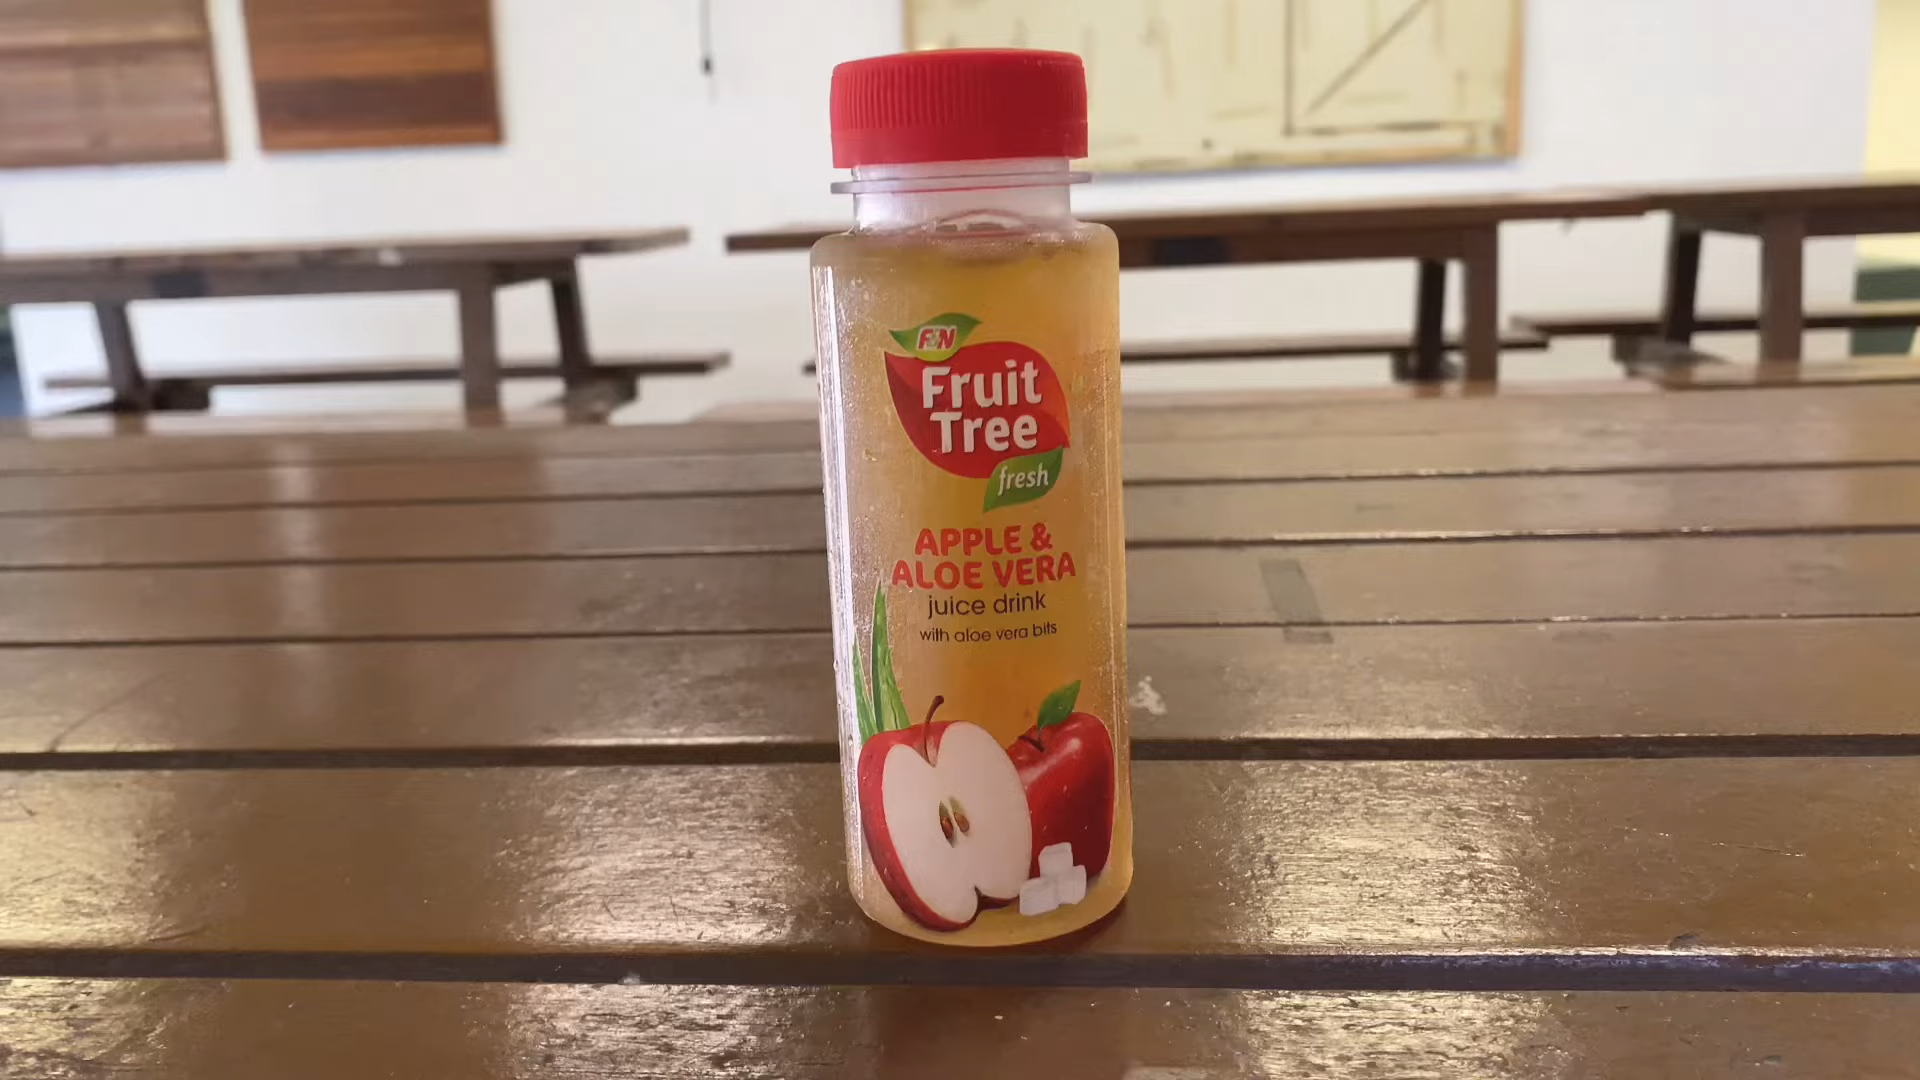 F&N
Fruit
Tree
fresh
APPLE &
ALOE VERA
juice drink
with aloe vera bits